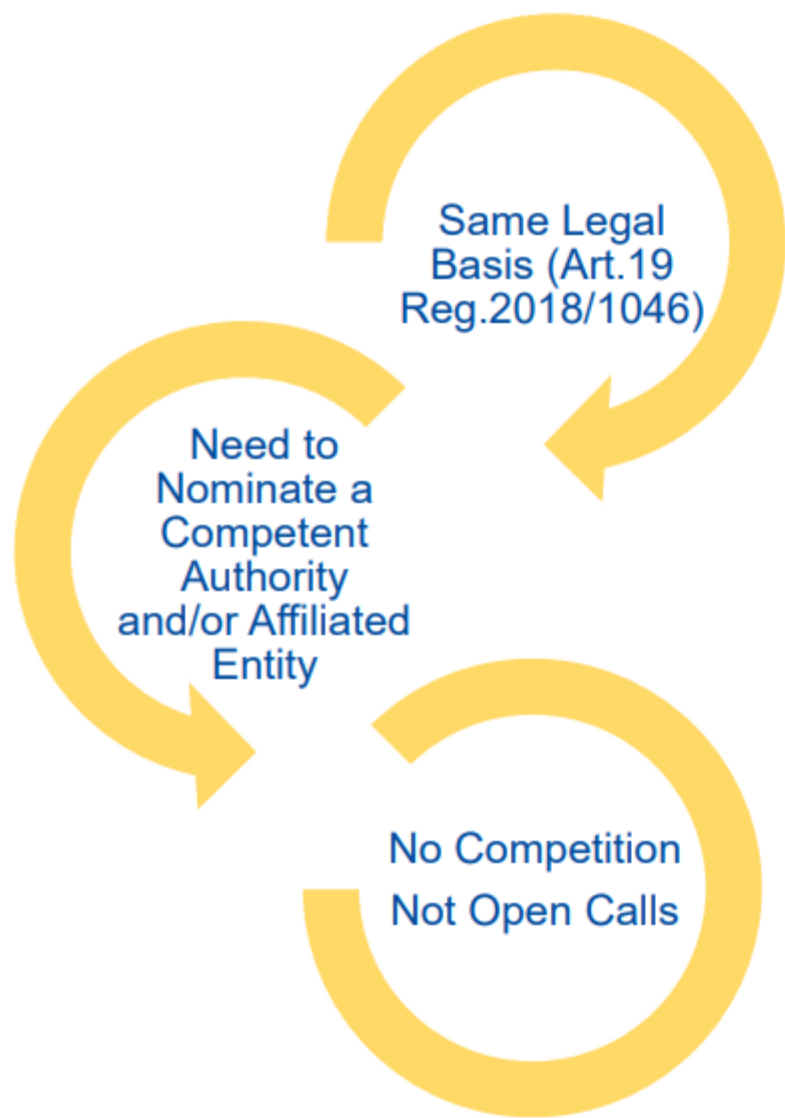 Same Legal
Basis (Art.19
Reg.2018/1046)
Need to
Nominate a
Competent
Authority
and/or Affiliated
Entity
No Competition
Not Open Calls